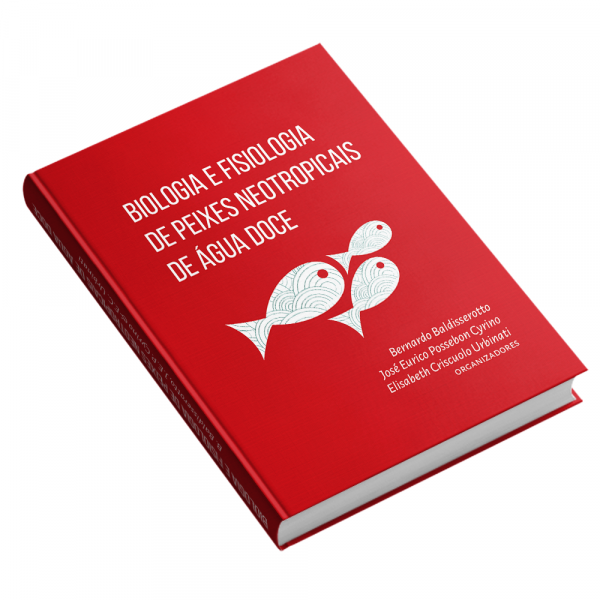 BIOLOGIA E FISIOLOGIA
DE PEIXES NEOTROPICAIS
DE ÁGUA DOCE
Bernardo Baldisserotto
José Eurico Possebon Cyrino
Elisabeth Criscuolo Urbinati
ORGANIZADORES